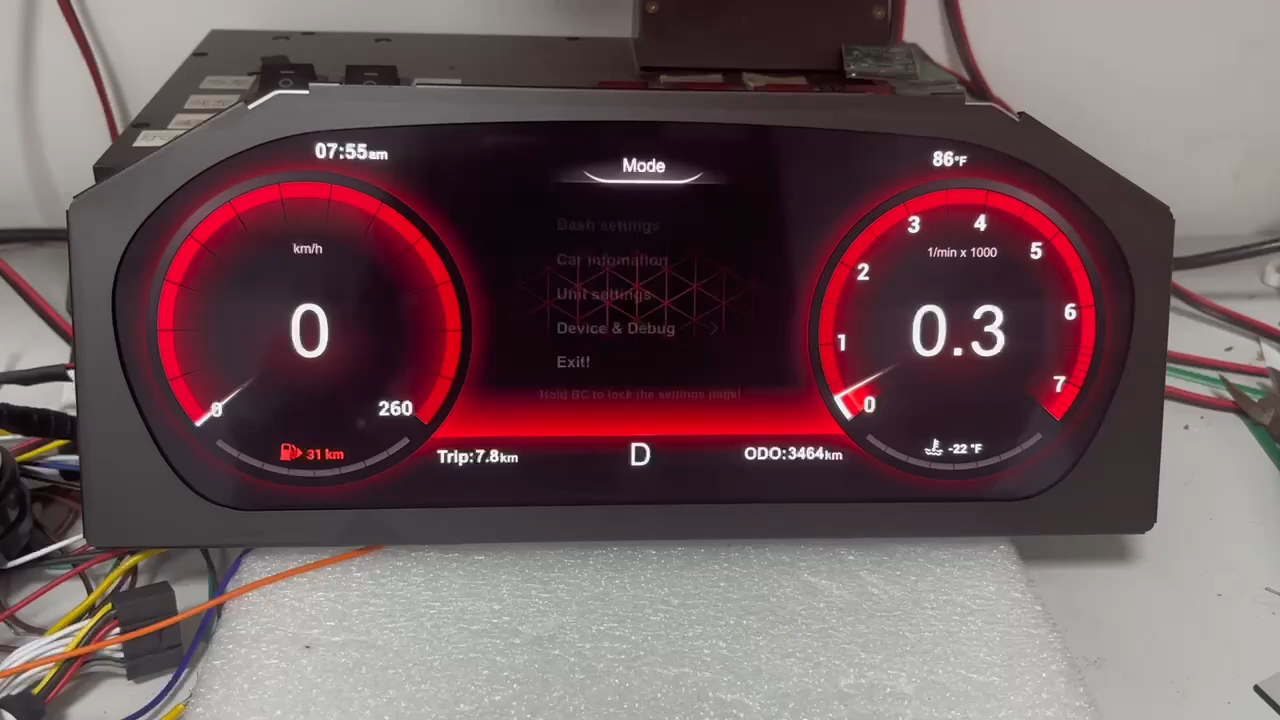 07:55am
Mode
86°F
Dash settings
Car infomation
Unit settings
Device & Debug >
Exit!
Hold BC to lock the settings page!
km/h
0
0
260
31 km
1/min x 1000
0.3
0
1
2
3
4
5
6
7
-22 °F
Trip:7.8km
D
ODO:3464km